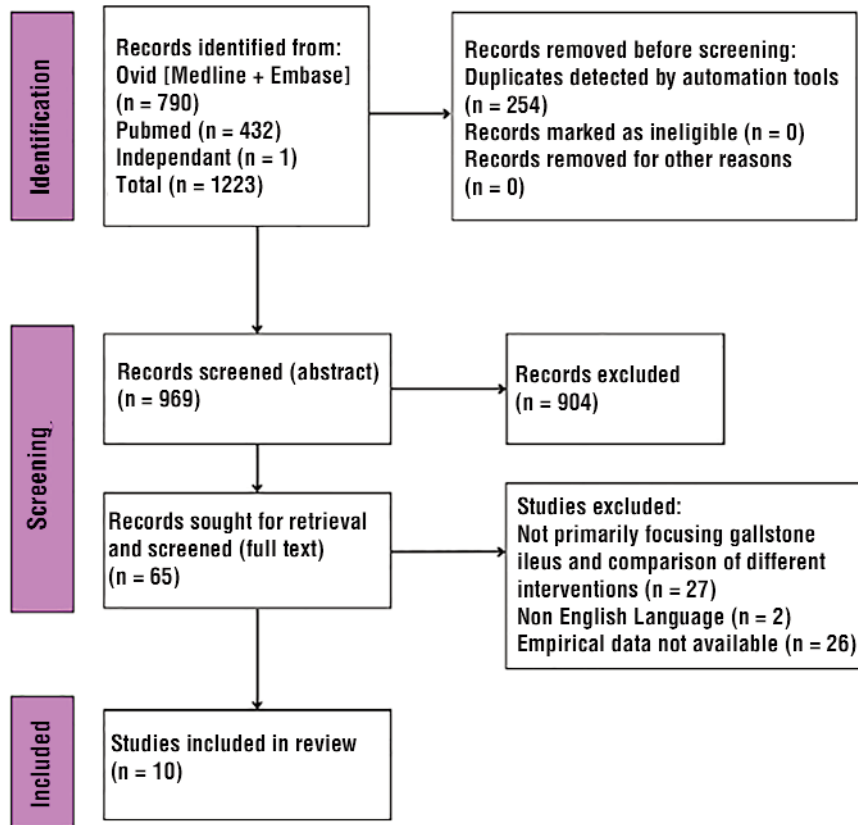 Identification
Records identified from:
Ovid [Medline + Embase]
(n = 790)
Pubmed (n = 432)
Independant (n = 1)
Total (n = 1223)
Records removed before screening:
Duplicates detected by automation tools
(n = 254)
Records marked as ineligible (n = 0)
Records removed for other reasons
(n = 0)
Screening
Records screened (abstract)
(n = 969)
Records excluded
(n = 904)
Records sought for retrieval
and screened (full text)
(n = 65)
Studies excluded:
Not primarily focusing gallstone
ileus and comparison of different
interventions (n = 27)
Non English Language (n = 2)
Empirical data not available (n = 26)
Included
Studies included in review
(n = 10)